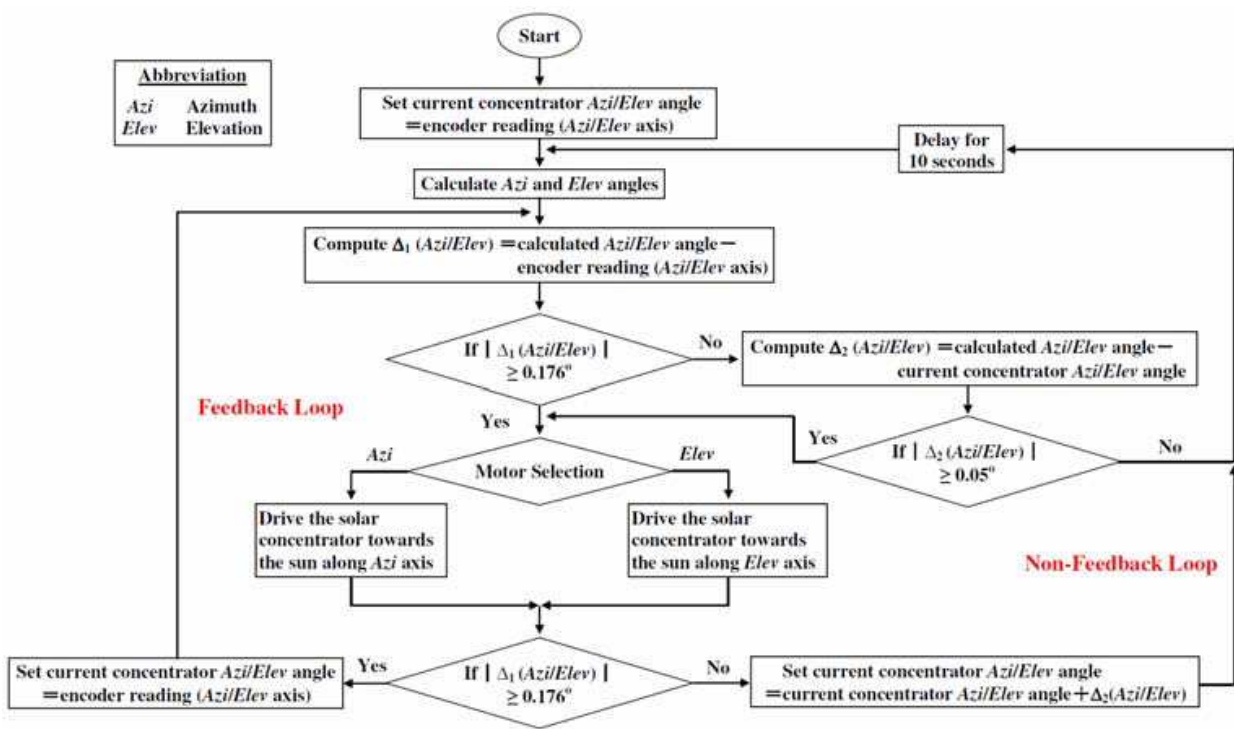 Start
Abbreviation
Azi Azimuth
Elev Elevation
Set current concentrator Azi/Elev angle
=encoder reading (Azi/Elev axis)
Delay for
10 seconds
Calculate Azi and Elev angles
Compute Δ₁ (Azi/Elev) =calculated Azi/Elev angle−
encoder reading (Azi/Elev axis)
If | Δ₁ (Azi/Elev) |
≥ 0.176°
No
Compute Δ₂ (Azi/Elev) =calculated Azi/Elev angle−
current concentrator Azi/Elev angle
Feedback Loop
Yes
Yes
If | Δ₂ (Azi/Elev) |
≥ 0.05°
No
Azi
Motor Selection
Elev
Drive the solar
concentrator towards
the sun along Azi axis
Drive the solar
concentrator towards
the sun along Elev axis
Non-Feedback Loop
Set current concentrator Azi/Elev angle
=encoder reading (Azi/Elev axis)
Yes
If | Δ₁ (Azi/Elev) |
≥ 0.176°
No
Set current concentrator Azi/Elev angle
=current concentrator Azi/Elev angle+Δ₂(Azi/Elev)